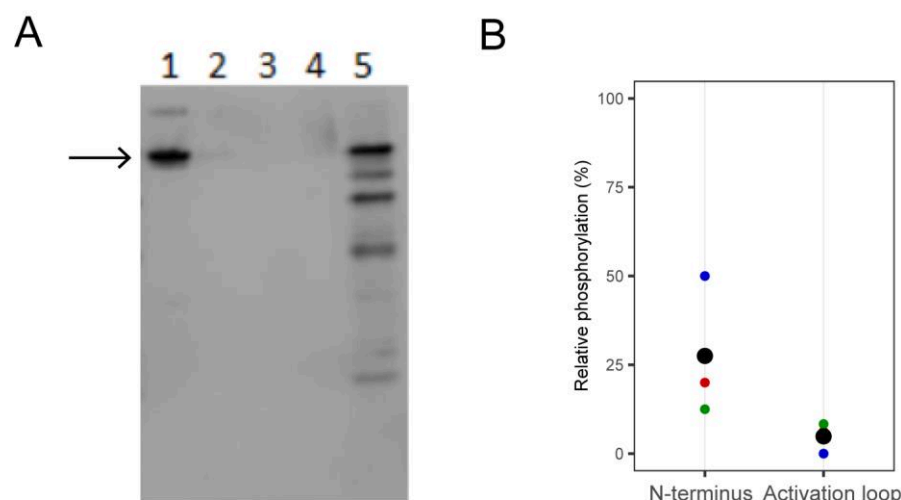 A
B
1 2 3 4 5
Relative phosphorylation (%)
100
75
50
25
0
N-terminus Activation loop